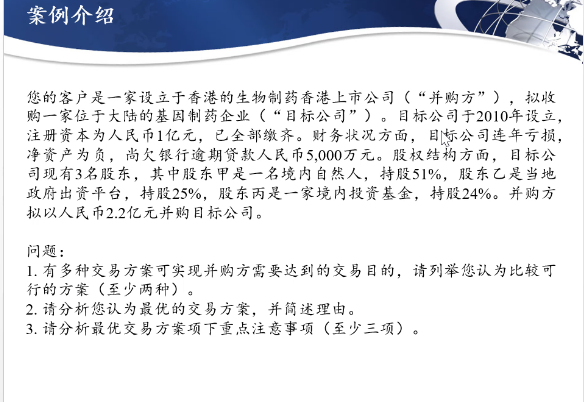 案例介绍
您的客户是一家设立于香港的生物制药香港上市公司（“并购方”），拟收
购一家位于大陆的基因制药企业（“目标公司”）。目标公司于2010年设立，
注册资本为人民币1亿元，已全部缴齐。财务状况方面，目标公司连年亏损，
净资产为负，尚欠银行逾期贷款人民币5,000万元。股权结构方面，目标公
司现有3名股东，其中股东甲是一名境内自然人，持股51%，股东乙是当地
政府出资平台，持股25%，股东丙是一家境内投资基金，持股24%。并购方
拟以人民币2.2亿元并购目标公司。
问题：
1. 有多种交易方案可实现并购方需要达到的交易目的，请列举您认为比较可
行的方案（至少两种）。
2. 请分析您认为最优的交易方案，并简述理由。
3. 请分析最优交易方案项下重点注意事项（至少三项）。